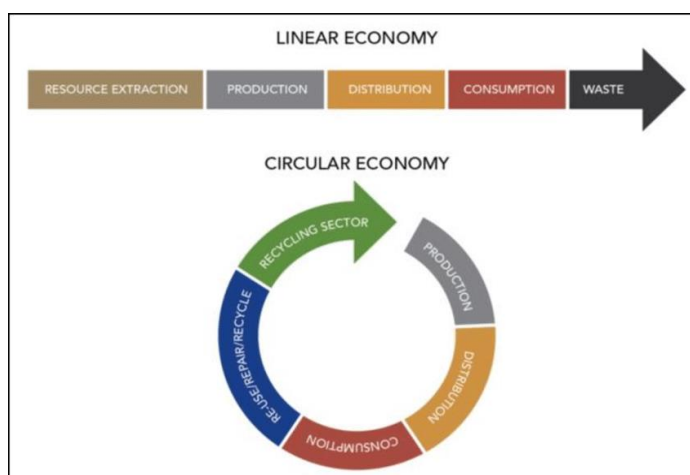 LINEAR ECONOMY
RESOURCE EXTRACTION PRODUCTION DISTRIBUTION CONSUMPTION WASTE
CIRCULAR ECONOMY
PRODUCTION
DISTRIBUTION
CONSUMPTION
RE-USE/REPAIR/RECYCLE
RECYCLING SECTOR